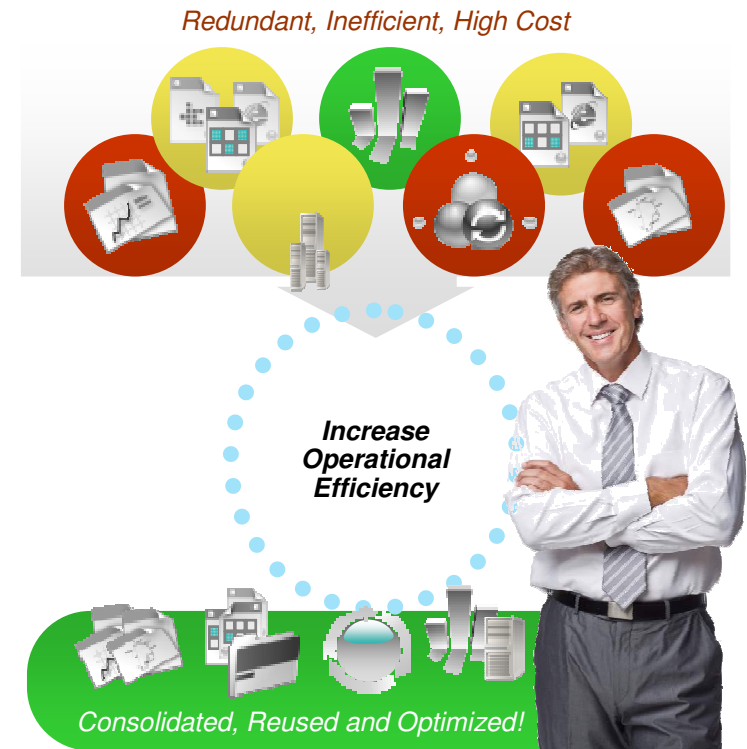 Redundant, Inefficient, High Cost
Increase
Operational
Efficiency
Consolidated, Reused and Optimized!